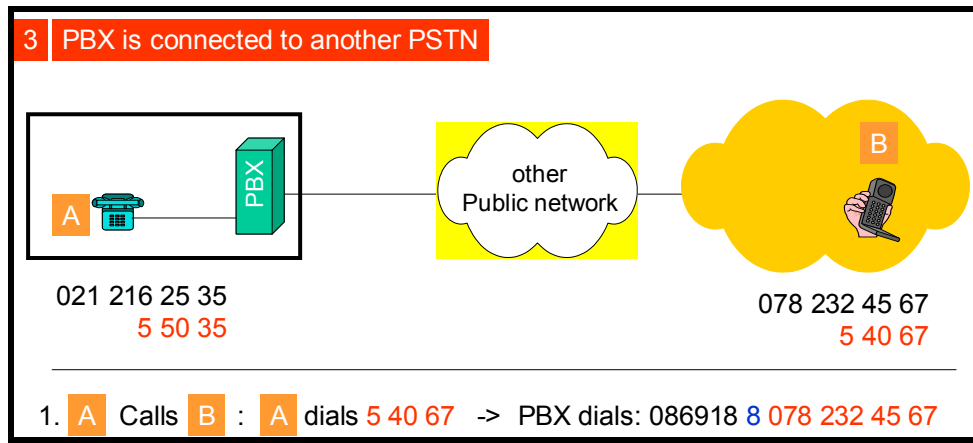 3 PBX is connected to another PSTN
A
PBX
other
Public network
B
021 216 25 35
5 50 35
078 232 45 67
5 40 67
1. A Calls B : A dials 5 40 67 -> PBX dials: 086918 8 078 232 45 67